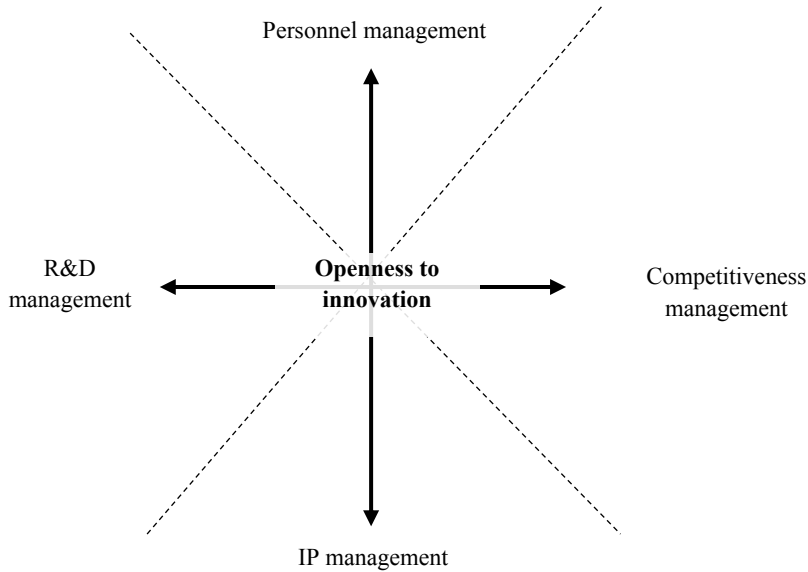 Personnel management
R&D
management
Openness to
innovation
Competitiveness
management
IP management